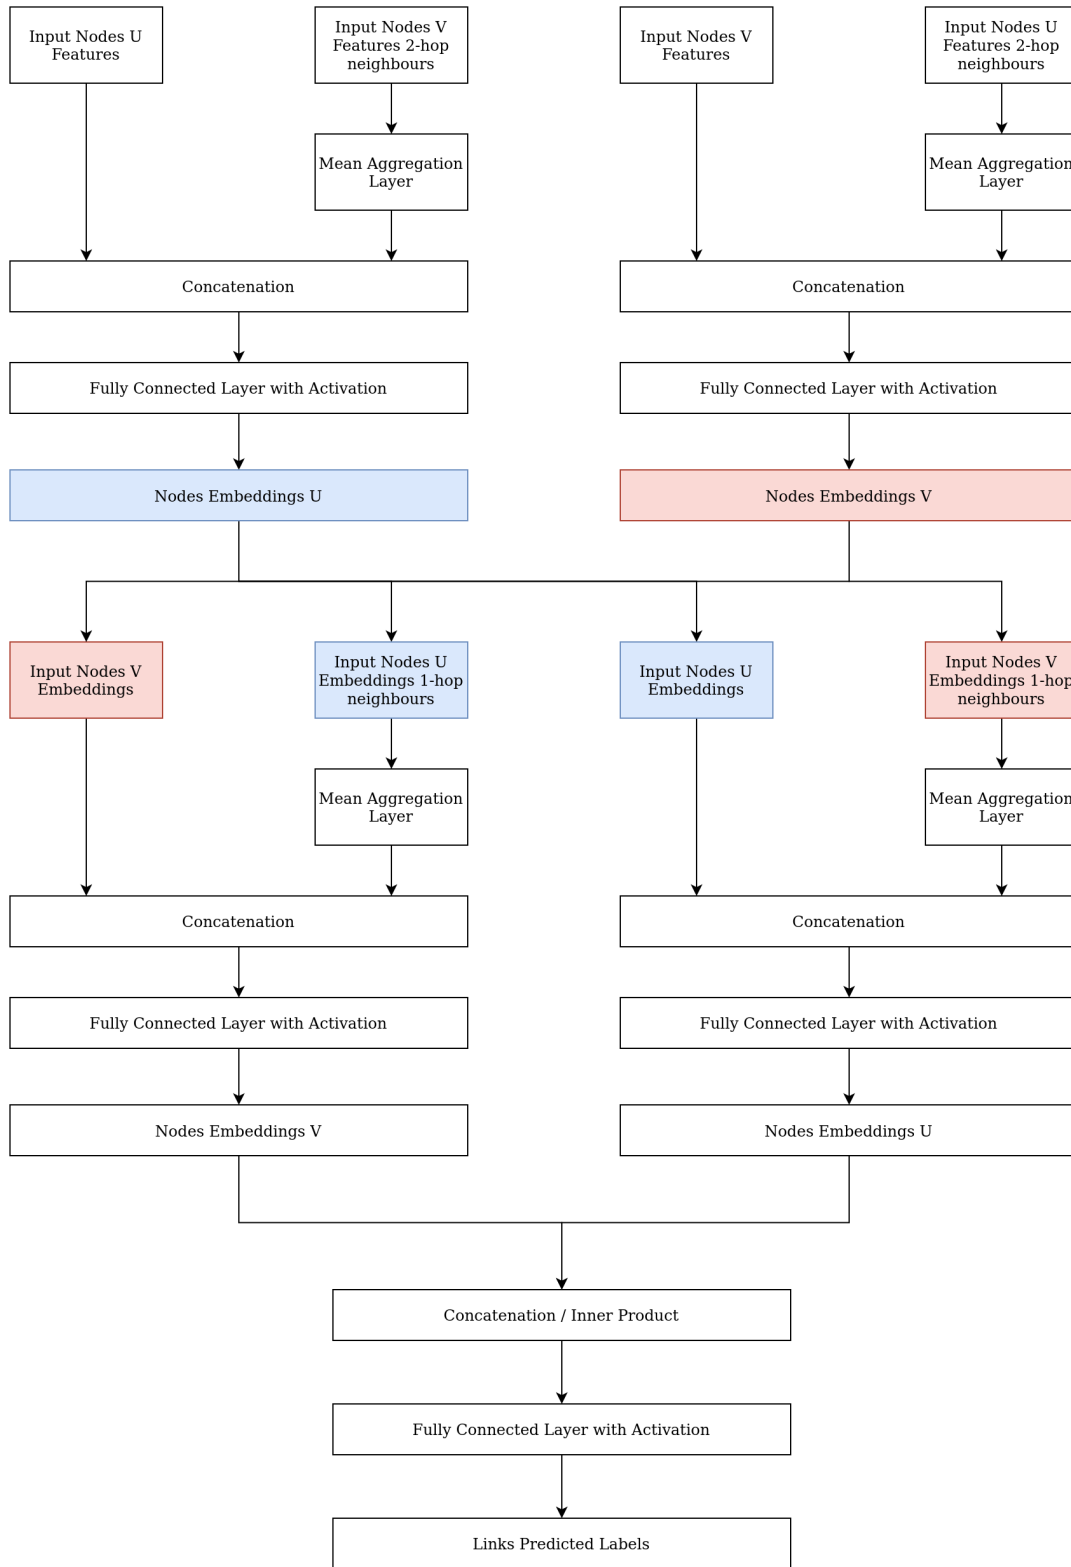 Input Nodes U
Features
Input Nodes V
Features 2-hop
neighbours
Input Nodes V
Features
Input Nodes U
Features 2-hop
neighbours
Mean Aggregation
Layer
Mean Aggregation
Layer
Concatenation
Concatenation
Fully Connected Layer with Activation
Fully Connected Layer with Activation
Nodes Embeddings U
Nodes Embeddings V
Input Nodes V
Embeddings
Input Nodes U
Embeddings 1-hop
neighbours
Input Nodes U
Embeddings
Input Nodes V
Embeddings 1-hop
neighbours
Mean Aggregation
Layer
Mean Aggregation
Layer
Concatenation
Concatenation
Fully Connected Layer with Activation
Fully Connected Layer with Activation
Nodes Embeddings V
Nodes Embeddings U
Concatenation / Inner Product
Fully Connected Layer with Activation
Links Predicted Labels